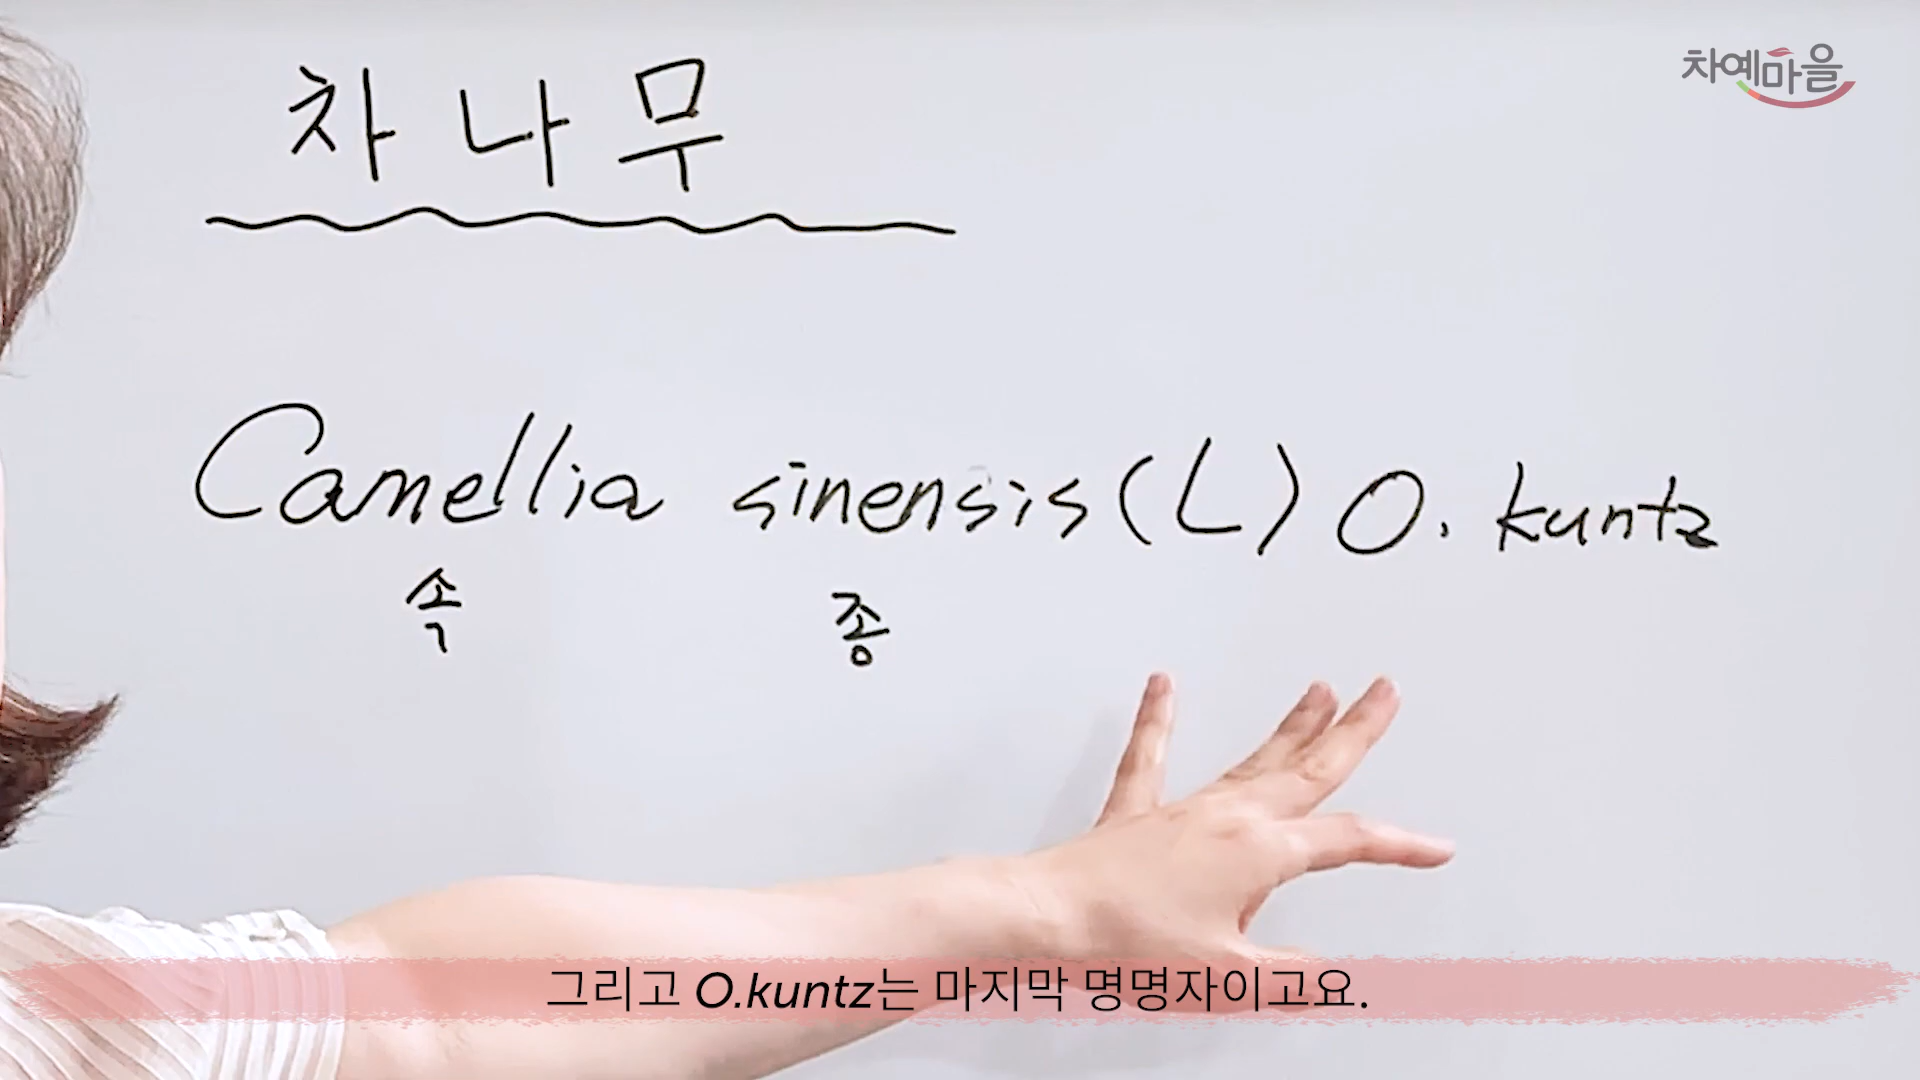 차예마을
차나무
Camellia sinensis (L) O. kuntz
속 종
그리고 O.kuntz는 마지막 명명자이고요.